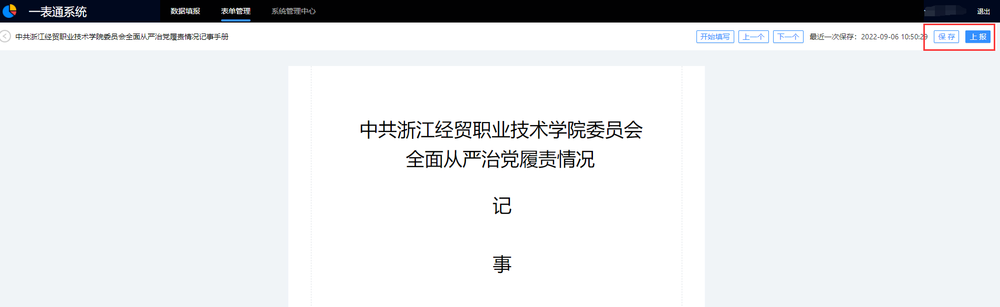 一表通系统 数据填报 表单管理 系统管理中心 退出
中共浙江经贸职业技术学院委员会全面从严治党履责情况记事手册 开始填写 上一个 下一个 最近一次保存：2022-09-06 10:50:29 保 存 上 报
中共浙江经贸职业技术学院委员会
全面从严治党履责情况
记
事